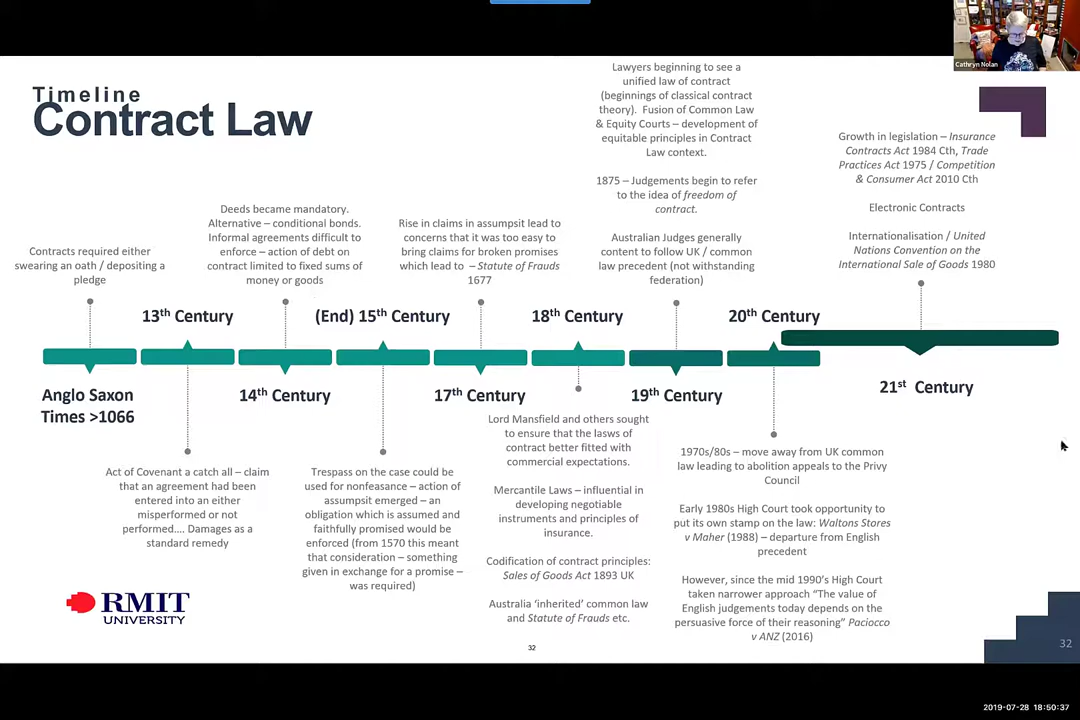 Cathryn Nolan
Timeline
Contract Law
Contracts required either
swearing an oath / depositing a
pledge
Anglo Saxon
Times >1066
13th Century
Act of Covenant a catch all – claim
that an agreement had been
entered into an either
misperformed or not
performed.... Damages as a
standard remedy
Deeds became mandatory.
Alternative – conditional bonds.
Informal agreements difficult to
enforce – action of debt on
contract limited to fixed sums of
money or goods
14th Century
(End) 15th Century
Trespass on the case could be
used for nonfeasance – action of
assumpsit emerged – an
obligation which is assumed and
faithfully promised would be
enforced (from 1570 this meant
that consideration – something
given in exchange for a promise –
was required)
Rise in claims in assumpsit lead to
concerns that it was too easy to
bring claims for broken promises
which lead to – Statute of Frauds
1677
17th Century
18th Century
Lord Mansfield and others sought
to ensure that the lasws of
contract better fitted with
commercial expectations.
Mercantile Laws – influential in
developing negotiable
instruments and principles of
insurance.
Codification of contract principles:
Sales of Goods Act 1893 UK
Australia ‘inherited’ common law
and Statute of Frauds etc.
Lawyers beginning to see a
unified law of contract
(beginnings of classical contract
theory). Fusion of Common Law
& Equity Courts – development of
equitable principles in Contract
Law context.
1875 – Judgements begin to refer
to the idea of freedom of
contract.
Australian Judges generally
content to follow UK / common
law precedent (not withstanding
federation)
19th Century
20th Century
1970s/80s – move away from UK common
law leading to abolition appeals to the Privy
Council
Early 1980s High Court took opportunity to
put its own stamp on the law: Waltons Stores
v Maher (1988) – departure from English
precedent
However, since the mid 1990’s High Court
taken narrower approach “The value of
English judgements today depends on the
persuasive force of their reasoning” Paciocco
v ANZ (2016)
Growth in legislation – Insurance
Contracts Act 1984 Cth, Trade
Practices Act 1975 / Competition
& Consumer Act 2010 Cth
Electronic Contracts
Internationalisation / United
Nations Convention on the
International Sale of Goods 1980
21st Century
RMIT
UNIVERSITY
32
32
2019-07-28 18:50:37